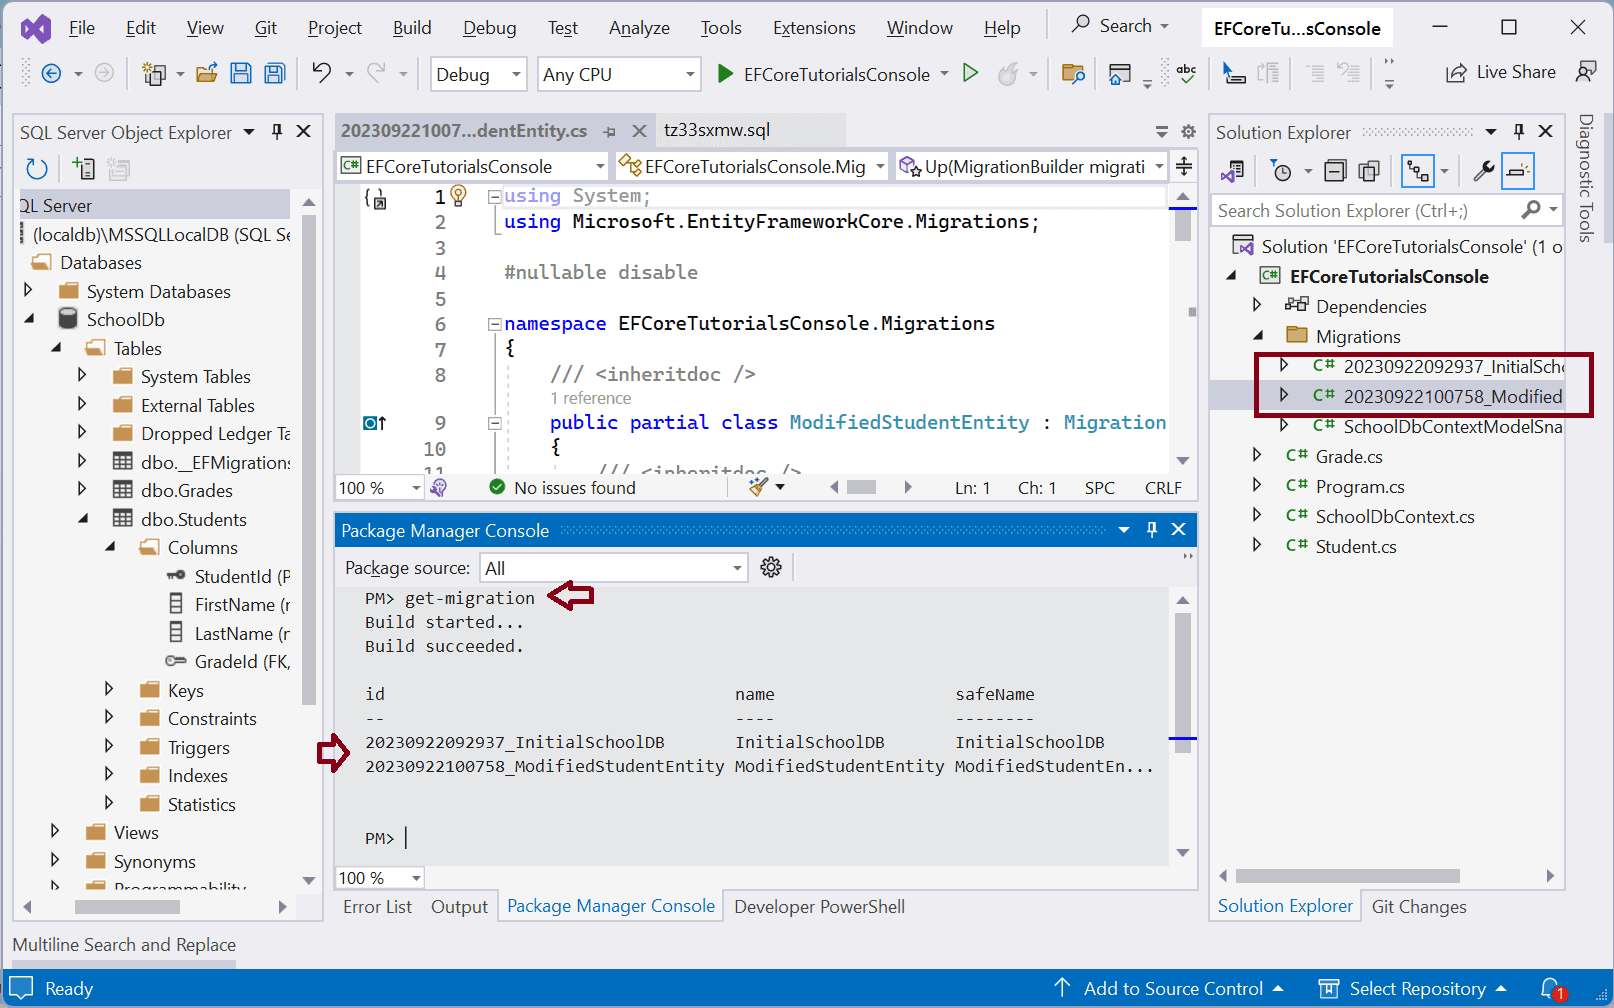 File Edit View Git Project Build Debug Test Analyze Tools Extensions Window Help Search EFCoreTu...sConsole
Debug Any CPU EFCoreTutorialsConsole abc Live Share
SQL Server Object Explorer
QL Server
(localdb)\MSSQLLocalDB (SQL Se
Databases
System Databases
SchoolDb
Tables
System Tables
External Tables
Dropped Ledger Ta
dbo.__EFMigrations
dbo.Grades
dbo.Students
Columns
StudentId (P
FirstName (r
LastName (r
GradeId (FK,
Keys
Constraints
Triggers
Indexes
Statistics
Views
Synonyms
Programmability
202309221007...dentEntity.cs tz33sxmw.sql
EFCoreTutorialsConsole EFCoreTutorialsConsole.Mig Up(MigrationBuilder migrati
1 using System;
2 using Microsoft.EntityFrameworkCore.Migrations;
3
4 #nullable disable
5
6 namespace EFCoreTutorialsConsole.Migrations
7 {
8 /// <inheritdoc />
1 reference
9 public partial class ModifiedStudentEntity : Migration
10 {
11 /// <inheritdoc />
100 % No issues found Ln: 1 Ch: 1 SPC CRLF
Package Manager Console
Package source: All
PM> get-migration
Build started...
Build succeeded.
id name safeName
-- ---- --------
20230922092937_InitialSchoolDB InitialSchoolDB InitialSchoolDB
20230922100758_ModifiedStudentEntity ModifiedStudentEntity ModifiedStudentEn...
PM>
100 %
Error List Output Package Manager Console Developer PowerShell
Solution Explorer
Search Solution Explorer (Ctrl+;)
Solution 'EFCoreTutorialsConsole' (1 o
C# EFCoreTutorialsConsole
Dependencies
Migrations
C# 20230922092937_InitialScho
C# 20230922100758_Modified
C# SchoolDbContextModelSna
C# Grade.cs
C# Program.cs
C# SchoolDbContext.cs
C# Student.cs
Solution Explorer Git Changes
Diagnostic Tools
Multiline Search and Replace
Ready Add to Source Control Select Repository 1